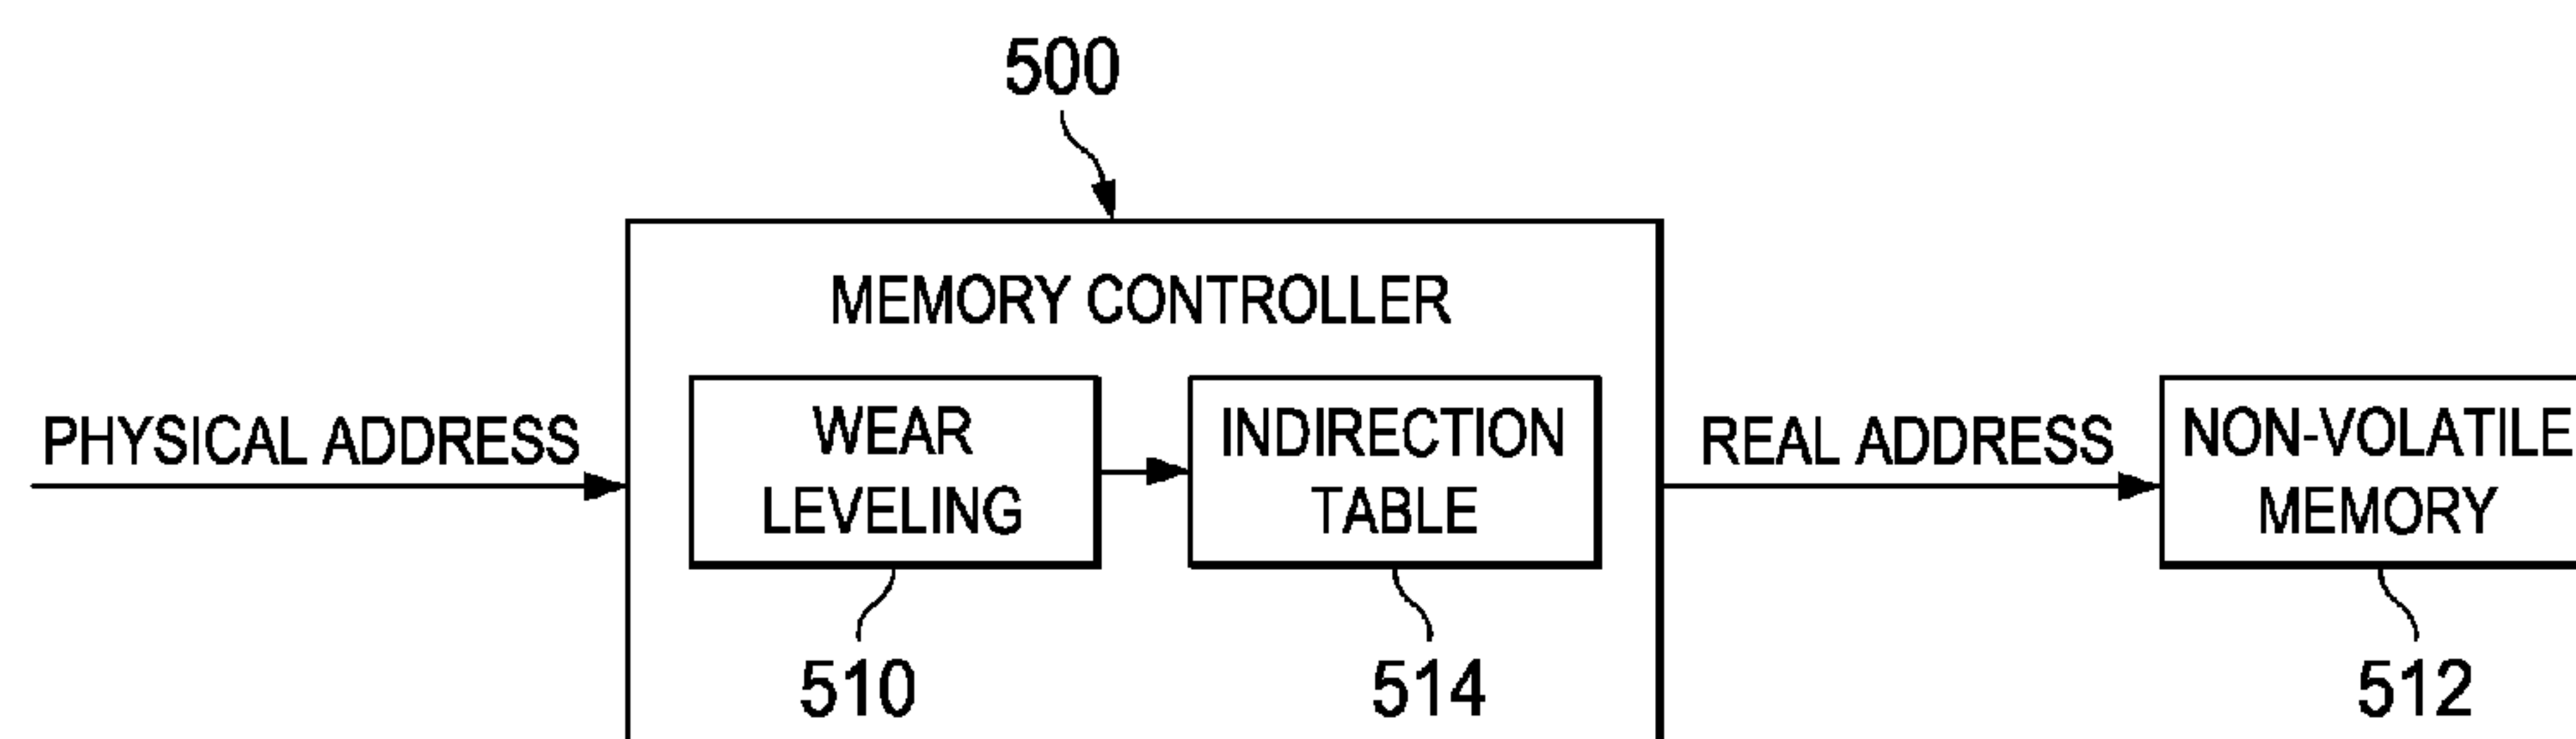 500
MEMORY CONTROLLER
PHYSICAL ADDRESS
WEAR
LEVELING
INDIRECTION
TABLE
REAL ADDRESS
NON-VOLATILE
MEMORY
510
514
512